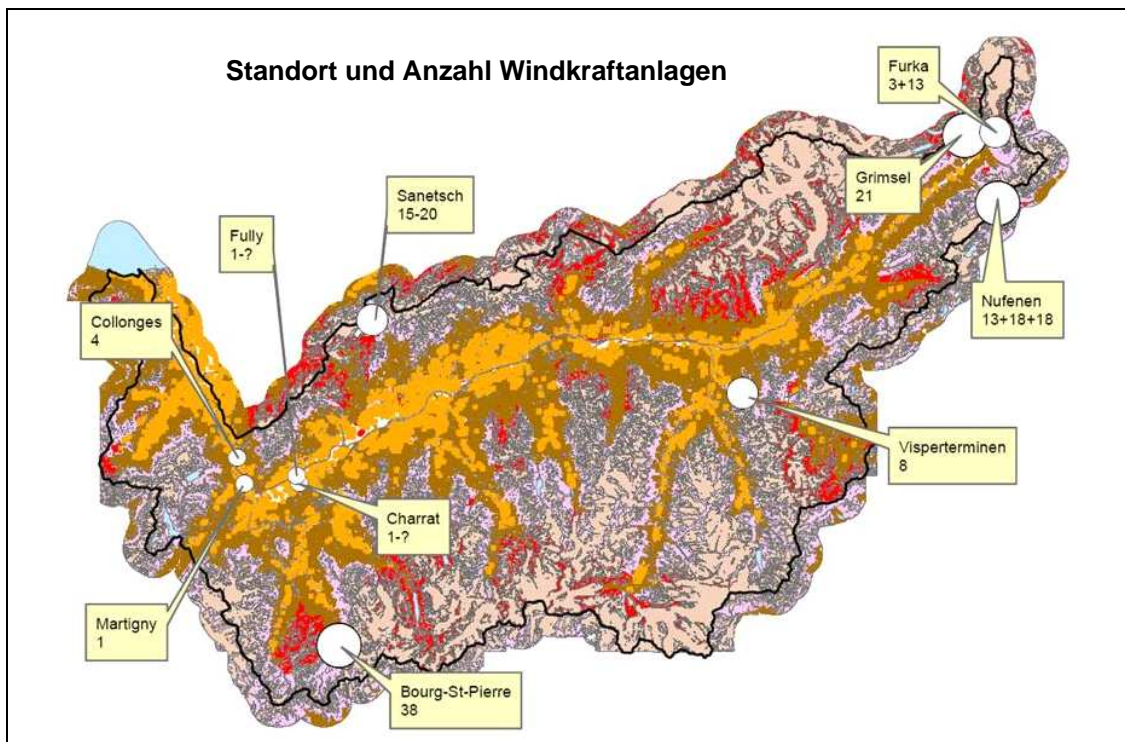 Standort und Anzahl Windkraftanlagen
Furka
3+13
Grimsel
21
Sanetsch
15-20
Fully
1-?
Nufenen
13+18+18
Collonges
4
Visperterminen
8
Charrat
1-?
Martigny
1
Bourg-St-Pierre
38